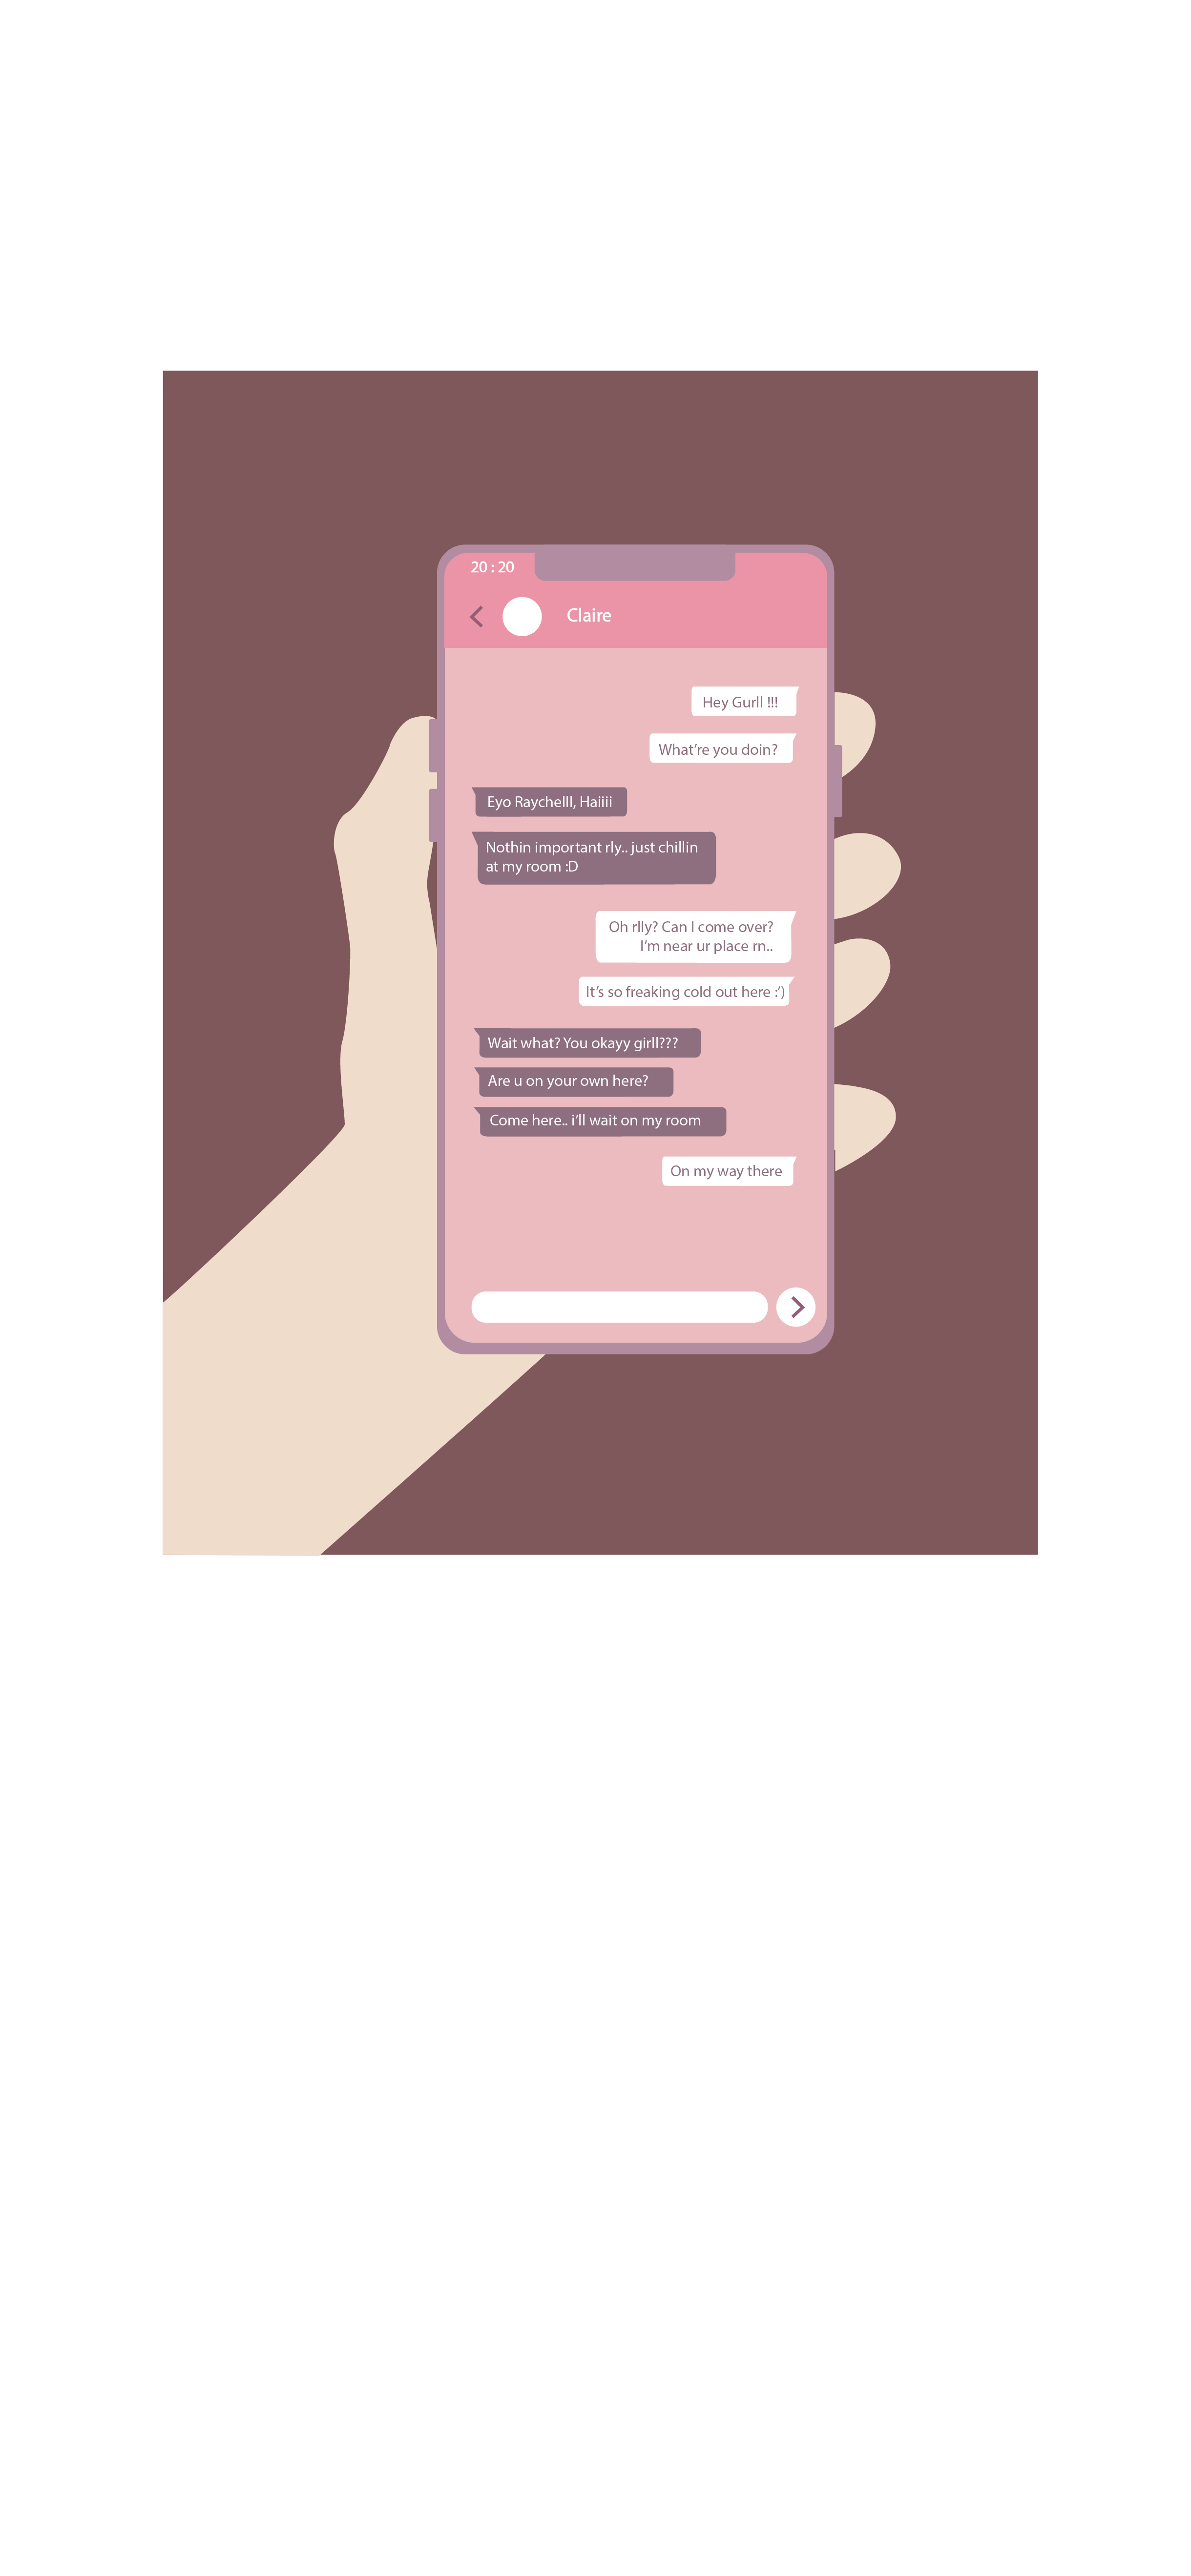 20 : 20
Claire
Hey Gurll !!!
What’re you doin?
Eyo Raychelll, Haiiii
Nothin important rly.. just chillin
at my room :D
Oh rlly? Can I come over?
I’m near ur place rn..
It’s so freaking cold out here :’)
Wait what? You okayy girll???
Are u on your own here?
Come here.. i’ll wait on my room
On my way there